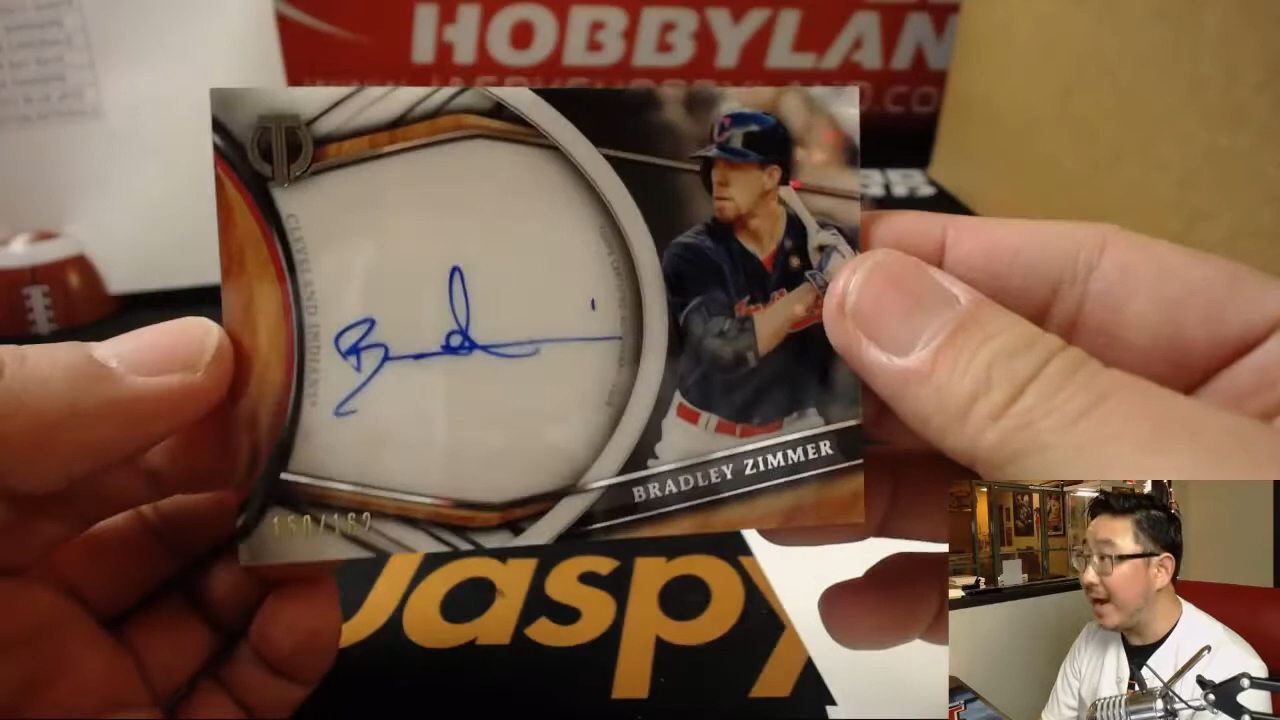 HOBBYLAN
CLEVELAND INDIANS
BRADLEY ZIMMER
150/162
Jaspy